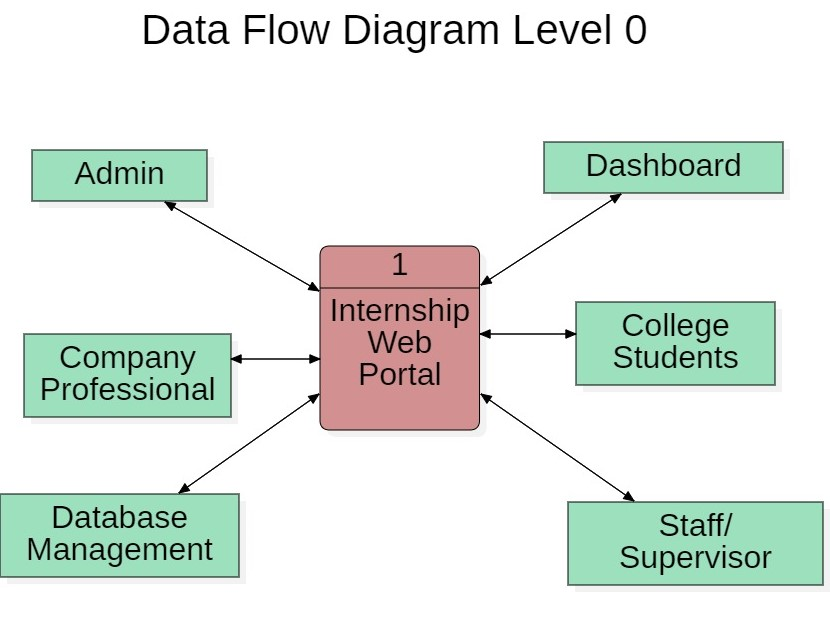 Data Flow Diagram Level 0
Admin
Dashboard
1
Internship
Web
Portal
Company
Professional
College
Students
Database
Management
Staff/
Supervisor